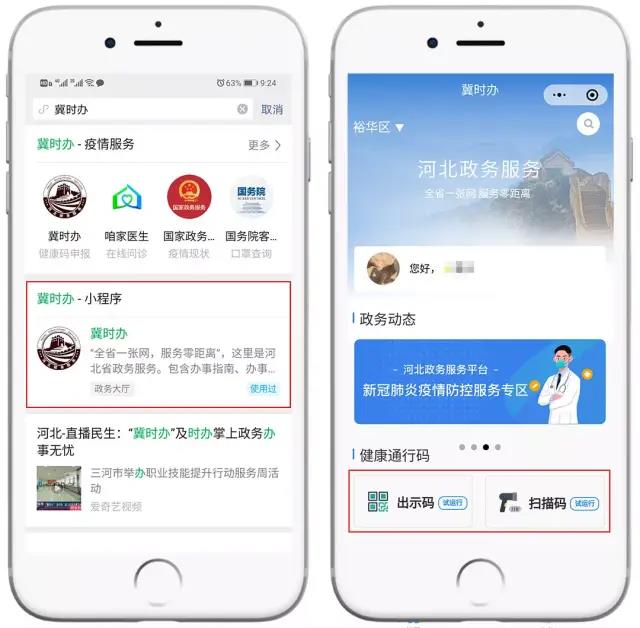 63% 9:24
冀时办
取消
冀时办 - 疫情服务
更多
国家政务服务
国务院
冀时办
咱家医生
国家政务...
国务院客...
健康码申报
在线问诊
疫情现状
口罩查询
冀时办 - 小程序
冀时办
“全省一张网，服务零距离”，这里是河
北省政务服务。包含办事指南、办事...
政务大厅
使用过
河北-直播民生：“冀时办”及时办掌上政务办
事无忧
三河市举办职业技能提升行动服务周活
动
爱奇艺视频
冀时办
裕华区
河北政务服务
全省一张网 服务零距离
您好，
政务动态
- 河北政务服务平台 -
新冠肺炎疫情防控服务专区
健康通行码
出示码
试运行
扫描码
试运行